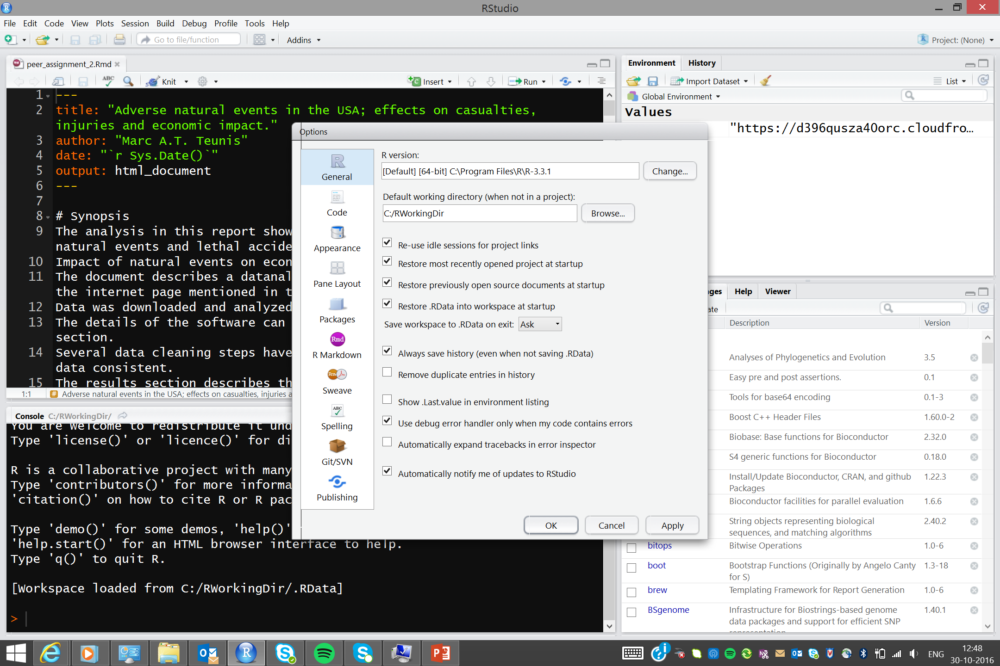 RStudio
File Edit Code View Plots Session Build Debug Profile Tools Help
Go to file/function
Addins
Project: (None)
peer_assignment_2.Rmd
ABC
Knit
Insert
Run
1 ---
2 title: "Adverse natural events in the USA; effects on casualties,
injuries and economic impact."
3 author: "Marc A.T. Teunis"
4 date: "`r Sys.Date()`"
5 output: html_document
6 ---
7
8 # Synopsis
9 The analysis in this report show
natural events and lethal accide
10 Impact of natural events on econ
11 The document describes a datanal
the internet page mentioned in t
12 Data was downloaded and analyzed
13 The details of the software can
section.
14 Several data cleaning steps have
data consistent.
15 The results section describes th
1:1 # Adverse natural events in the USA; effects on casualties, injuries a
Console C:/RWorkingDir/
You are welcome to redistribute it und
Type 'license()' or 'licence()' for di
R is a collaborative project with many
Type 'contributors()' for more informa
'citation()' on how to cite R or R pac
Type 'demo()' for some demos, 'help()'
'help.start()' for an HTML browser interface to help.
Type 'q()' to quit R.
[Workspace loaded from C:/RWorkingDir/.RData]
>
Options
R
General
Code
Appearance
Pane Layout
Packages
Rmd
R Markdown
Rnw
Sweave
ABC
Spelling
Git/SVN
Publishing
R version:
[Default] [64-bit] C:\Program Files\R\R-3.3.1
Change...
Default working directory (when not in a project):
C:/RWorkingDir
Browse...
Re-use idle sessions for project links
Restore most recently opened project at startup
Restore previously open source documents at startup
Restore .RData into workspace at startup
Save workspace to .RData on exit: Ask
Always save history (even when not saving .RData)
Remove duplicate entries in history
Show .Last.value in environment listing
Use debug error handler only when my code contains errors
Automatically expand tracebacks in error inspector
Automatically notify me of updates to RStudio
OK Cancel Apply
Environment History
Import Dataset
List
Global Environment
Values
"https://d396qusza40orc.cloudfro…
ges Help Viewer
ate
Description Version
Analyses of Phylogenetics and Evolution 3.5
Easy pre and post assertions. 0.1
Tools for base64 encoding 0.1-3
Boost C++ Header Files 1.60.0-2
Biobase: Base functions for Bioconductor 2.32.0
S4 generic functions for Bioconductor 0.18.0
Install/Update Bioconductor, CRAN, and github 1.22.3
Packages
Bioconductor facilities for parallel evaluation 1.6.6
String objects representing biological 2.40.2
sequences, and matching algorithms
bitops Bitwise Operations 1.0-6
boot Bootstrap Functions (Originally by Angelo Canty 1.3-18
for S)
brew Templating Framework for Report Generation 1.0-6
BSgenome Infrastructure for Biostrings-based genome 1.40.1
data packages and support for efficient SNP
representation
ENG
12:48
30-10-2016